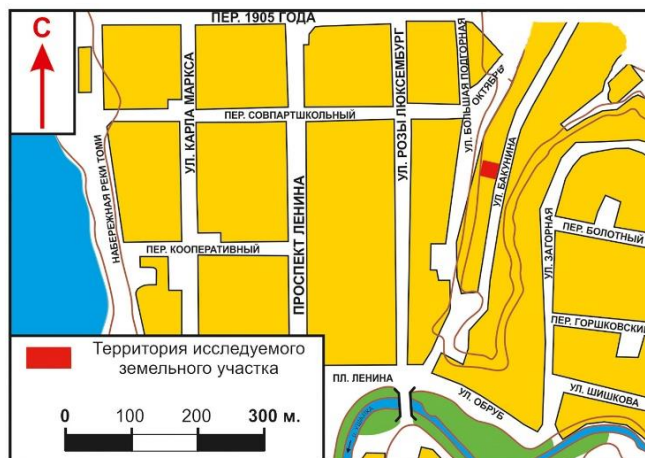 С
ПЕР. 1905 ГОДА
УЛ. КАРЛА МАРКСА
УЛ. РОЗЫ ЛЮКСЕМБУРГ
УЛ. БОЛЬШАЯ ПОДГОРНАЯ
ОКТЯБРЬ
ПЕР. СОВПАРТШКОЛЬНЫЙ
НАБЕРЕЖНАЯ РЕКИ ТОМИ
ПРОСПЕКТ ЛЕНИНА
УЛ. БАКУНИНА
УЛ. ЗАГОРНАЯ
ПЕР. БОЛОТНЫЙ
ПЕР. КООПЕРАТИВНЫЙ
ПЕР. ГОРШКОВСКИЙ
Территория исследуемого
земельного участка
ПЛ. ЛЕНИНА
УЛ. ОБРУБ
УЛ. ШИШКОВА
0 100 200 300 м.